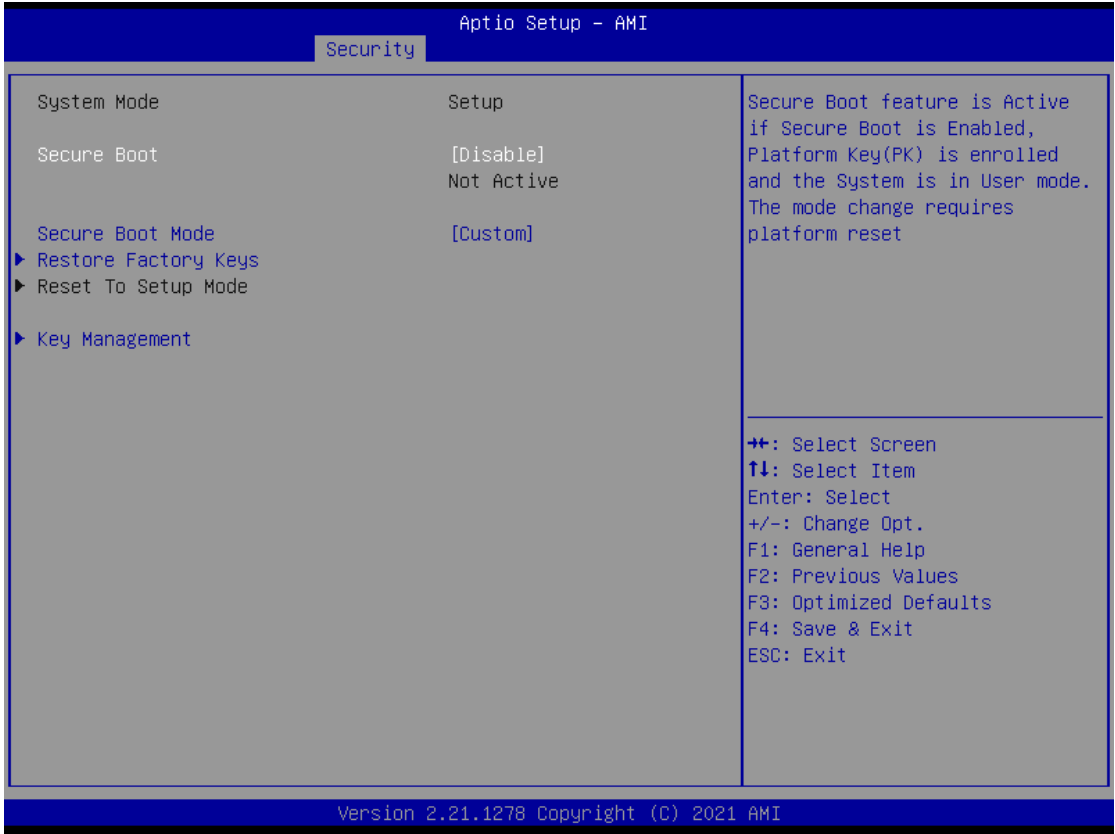 Aptio Setup – AMI
Security
System Mode Setup
Secure Boot [Disable]
Not Active
Secure Boot Mode [Custom]
▶ Restore Factory Keys
▶ Reset To Setup Mode
▶ Key Management
Secure Boot feature is Active
if Secure Boot is Enabled,
Platform Key(PK) is enrolled
and the System is in User mode.
The mode change requires
platform reset
→←: Select Screen
↑↓: Select Item
Enter: Select
+/-: Change Opt.
F1: General Help
F2: Previous Values
F3: Optimized Defaults
F4: Save & Exit
ESC: Exit
Version 2.21.1278 Copyright (C) 2021 AMI